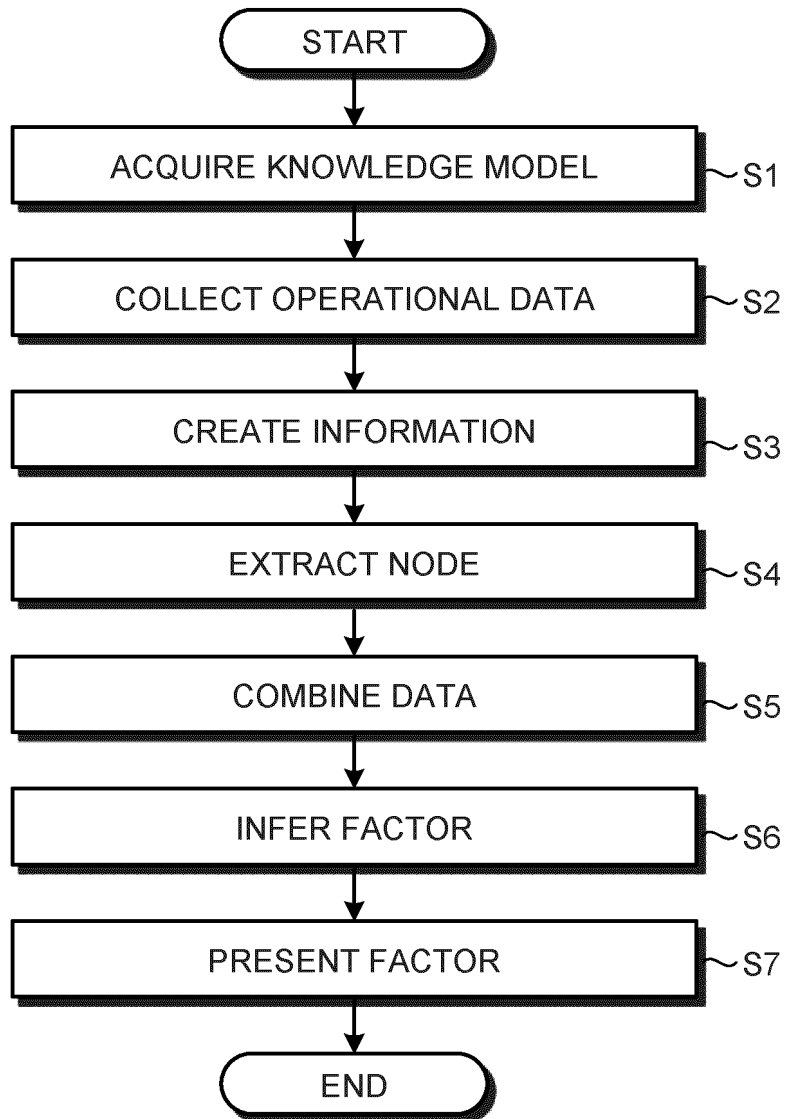 START
ACQUIRE KNOWLEDGE MODEL
S1
COLLECT OPERATIONAL DATA
S2
CREATE INFORMATION
S3
EXTRACT NODE
S4
COMBINE DATA
S5
INFER FACTOR
S6
PRESENT FACTOR
S7
END